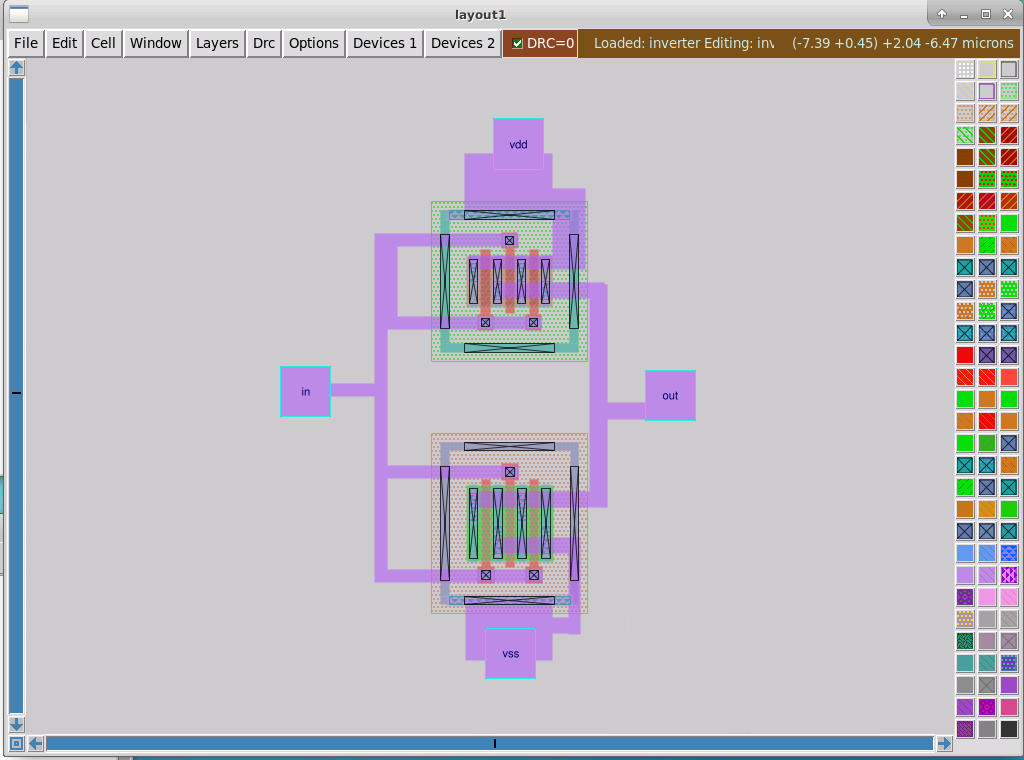 layout1
File Edit Cell Window Layers Drc Options Devices 1 Devices 2 DRC=0 Loaded: inverter Editing: inv (-7.39 +0.45) +2.04 -6.47 microns
vdd
in
out
vss